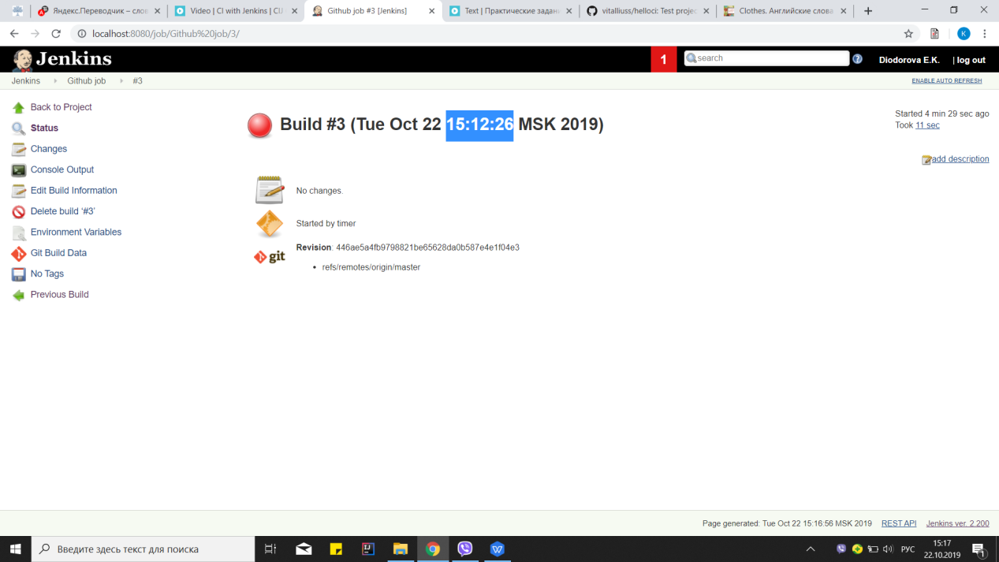 Яндекс.Переводчик – слов
Video | CI with Jenkins | CI.
Github job #3 [Jenkins]
Text | Практические задани
vitalliuss/helloci: Test projec
Clothes. Английские слова
localhost:8080/job/Github%20job/3/
K
Jenkins
1
search
Diodorova E.K.
| log out
Jenkins
Github job
#3
ENABLE AUTO REFRESH
Back to Project
Status
Changes
Console Output
Edit Build Information
Delete build ‘#3’
Environment Variables
Git Build Data
No Tags
Previous Build
Build #3 (Tue Oct 22 15:12:26 MSK 2019)
Started 4 min 29 sec ago
Took 11 sec
add description
No changes.
Started by timer
git
Revision: 446ae5a4fb9798821be65628da0b587e4e1f04e3
refs/remotes/origin/master
Page generated: Tue Oct 22 15:16:56 MSK 2019
REST API
Jenkins ver. 2.200
Введите здесь текст для поиска
РУС
15:17
22.10.2019
1